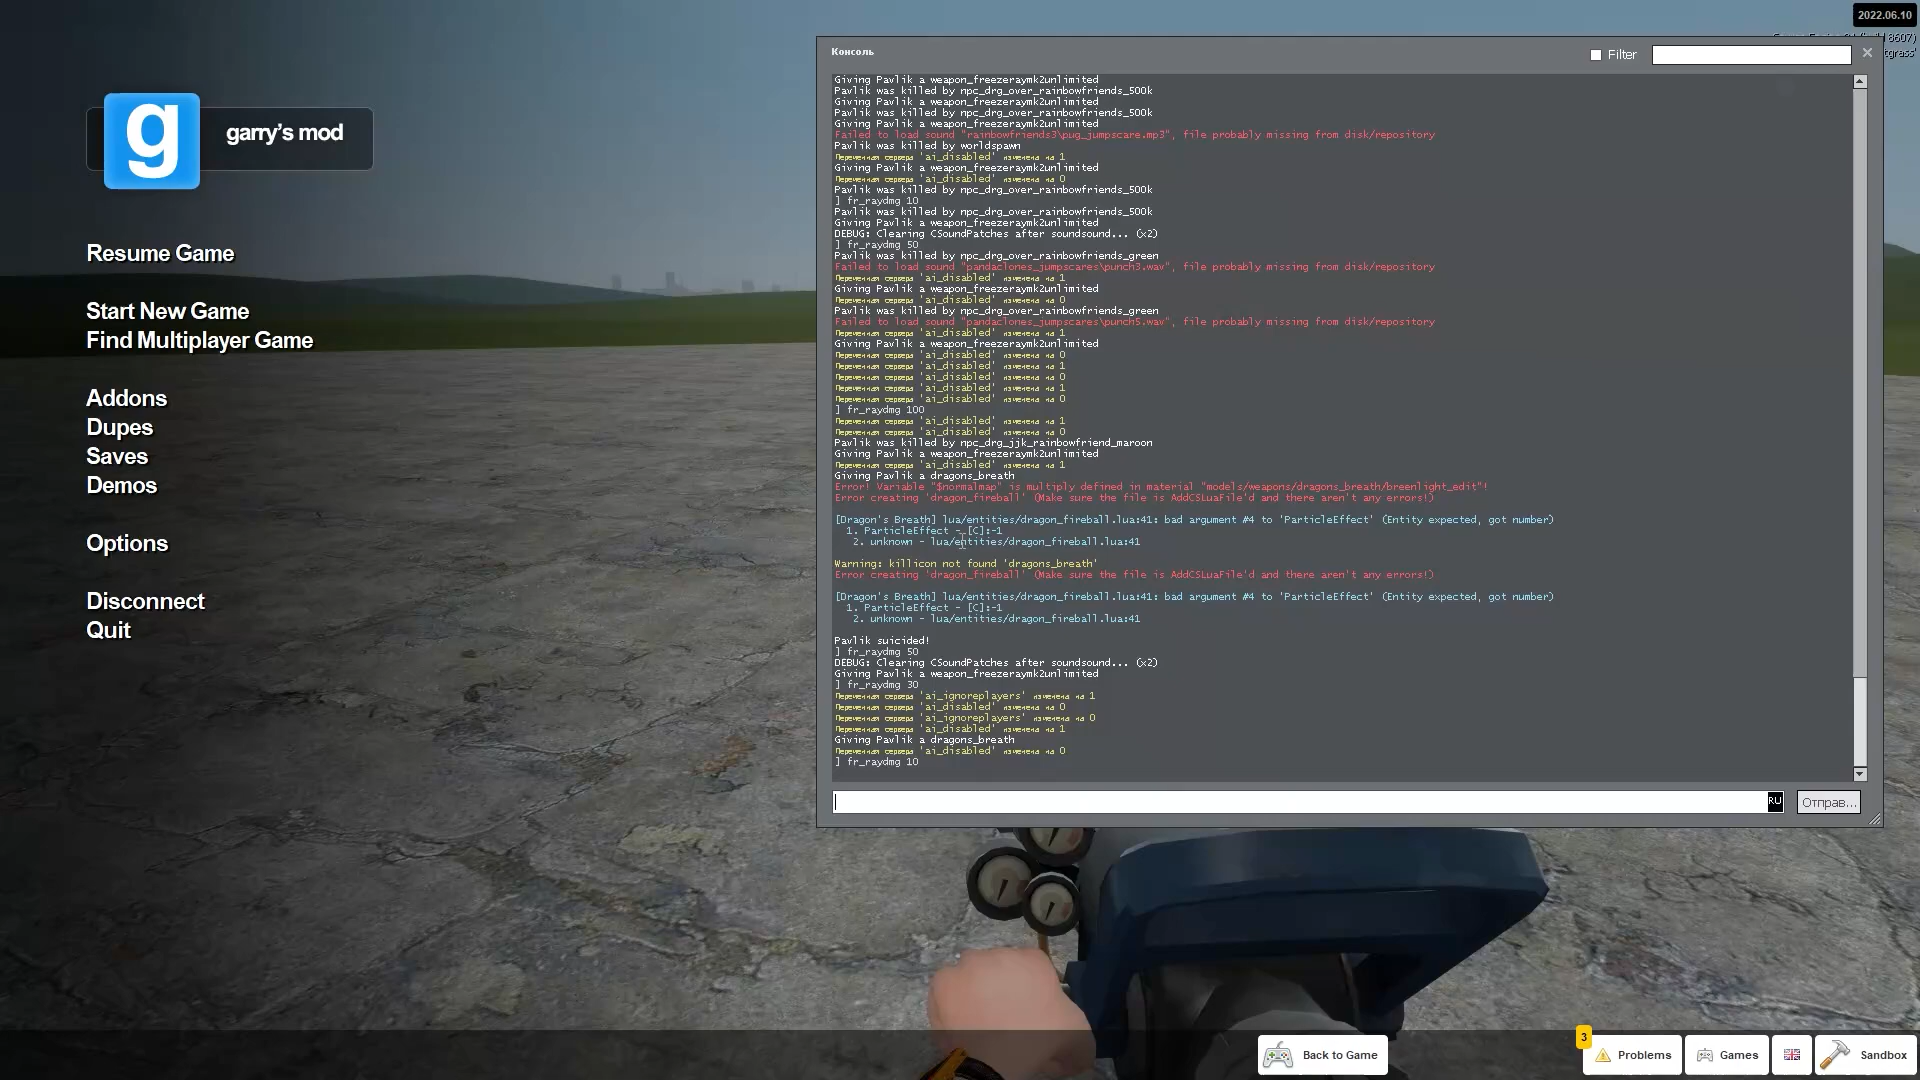 2022.06.10
8607)
grass'
g
garry's mod
Resume Game
Start New Game
Find Multiplayer Game
Addons
Dupes
Saves
Demos
Options
Disconnect
Quit
Консоль
Filter
Giving Pavlik a weapon_freezeraymk2unlimited
Pavlik was killed by npc_drg_over_rainbowfriends_500k
Giving Pavlik a weapon_freezeraymk2unlimited
Pavlik was killed by npc_drg_over_rainbowfriends_500k
Giving Pavlik a weapon_freezeraymk2unlimited
Failed to load sound "rainbowfriends3\pug_jumpscare.mp3", file probably missing from disk/repository
Pavlik was killed by worldspawn
Переменная сервера 'ai_disabled' изменена на 1
Giving Pavlik a weapon_freezeraymk2unlimited
Переменная сервера 'ai_disabled' изменена на 0
Pavlik was killed by npc_drg_over_rainbowfriends_500k
] fr_raydmg 10
Pavlik was killed by npc_drg_over_rainbowfriends_500k
Giving Pavlik a weapon_freezeraymk2unlimited
DEBUG: Clearing CSoundPatches after soundsound... (x2)
] fr_raydmg 50
Pavlik was killed by npc_drg_over_rainbowfriends_green
Failed to load sound "pandaclones_jumpscares\punch3.wav", file probably missing from disk/repository
Переменная сервера 'ai_disabled' изменена на 1
Giving Pavlik a weapon_freezeraymk2unlimited
Переменная сервера 'ai_disabled' изменена на 0
Pavlik was killed by npc_drg_over_rainbowfriends_green
Failed to load sound "pandaclones_jumpscares\punch5.wav", file probably missing from disk/repository
Переменная сервера 'ai_disabled' изменена на 1
Giving Pavlik a weapon_freezeraymk2unlimited
Переменная сервера 'ai_disabled' изменена на 0
Переменная сервера 'ai_disabled' изменена на 1
Переменная сервера 'ai_disabled' изменена на 0
Переменная сервера 'ai_disabled' изменена на 1
Переменная сервера 'ai_disabled' изменена на 0
] fr_raydmg 100
Переменная сервера 'ai_disabled' изменена на 1
Переменная сервера 'ai_disabled' изменена на 0
Pavlik was killed by npc_drg_jjk_rainbowfriend_maroon
Giving Pavlik a weapon_freezeraymk2unlimited
Переменная сервера 'ai_disabled' изменена на 1
Giving Pavlik a dragons_breath
Error! Variable "$normalmap" is multiply defined in material "models/weapons/dragons_breath/breenlight_edit"!
Error creating 'dragon_fireball' (Make sure the file is AddCSLuaFile'd and there aren't any errors!)
[Dragon's Breath] lua/entities/dragon_fireball.lua:41: bad argument #4 to 'ParticleEffect' (Entity expected, got number)
1. ParticleEffect - [C]:-1
2. unknown - lua/entities/dragon_fireball.lua:41
Warning: killicon not found 'dragons_breath'
Error creating 'dragon_fireball' (Make sure the file is AddCSLuaFile'd and there aren't any errors!)
[Dragon's Breath] lua/entities/dragon_fireball.lua:41: bad argument #4 to 'ParticleEffect' (Entity expected, got number)
1. ParticleEffect - [C]:-1
2. unknown - lua/entities/dragon_fireball.lua:41
Pavlik suicided!
] fr_raydmg 50
DEBUG: Clearing CSoundPatches after soundsound... (x2)
Giving Pavlik a weapon_freezeraymk2unlimited
] fr_raydmg 30
Переменная сервера 'ai_ignoreplayers' изменена на 1
Переменная сервера 'ai_disabled' изменена на 0
Переменная сервера 'ai_ignoreplayers' изменена на 0
Переменная сервера 'ai_disabled' изменена на 1
Giving Pavlik a dragons_breath
Переменная сервера 'ai_disabled' изменена на 0
] fr_raydmg 10
RU
Отправ...
Back to Game
3
Problems
Games
Sandbox